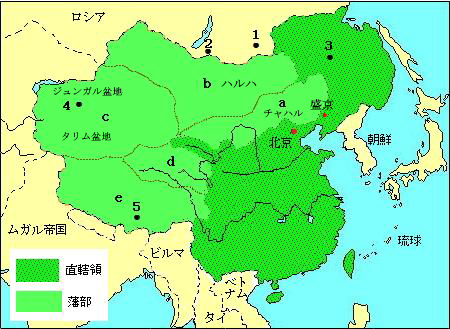 ロシア
1
2
3
b ハルハ
ジュンガル盆地
4
a
チャハル
盛京
c
タリム盆地
北京
朝鮮
d
e
5
ムガル帝国
ビルマ
琉球
直轄領
ベト
ナム
藩部
タイ